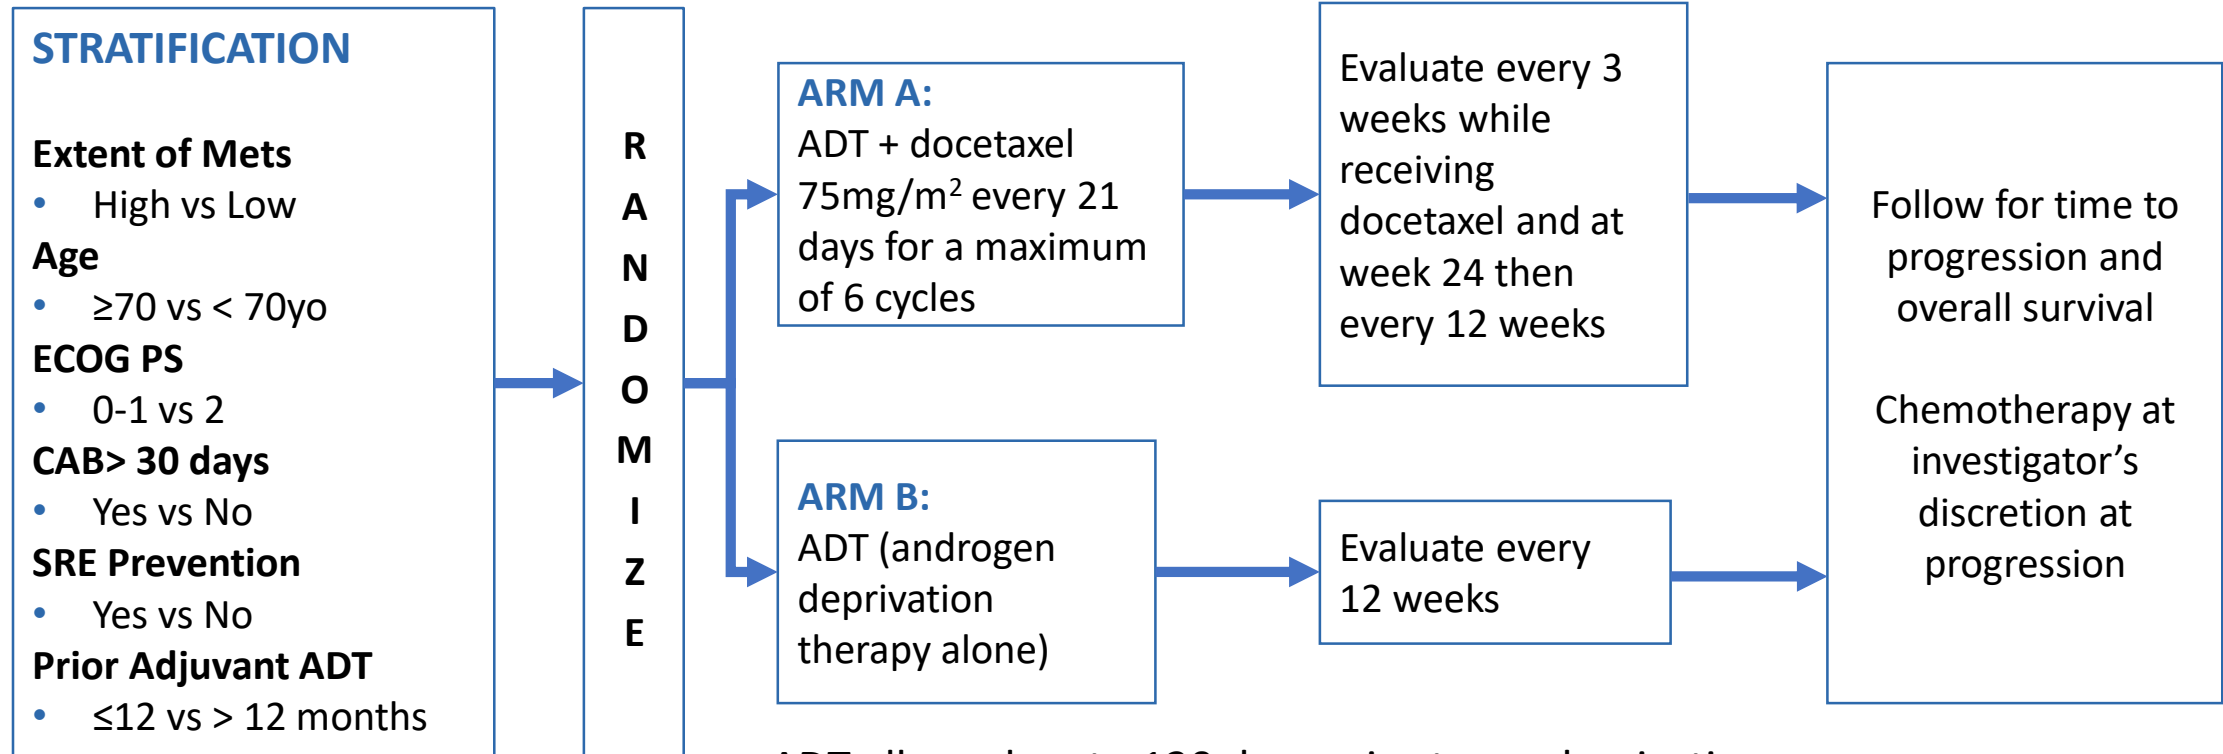 STRATIFICATION
Extent of Mets
• High vs Low
Age
• ≥70 vs < 70yo
ECOG PS
• 0-1 vs 2
CAB> 30 days
• Yes vs No
SRE Prevention
• Yes vs No
Prior Adjuvant ADT
• ≤12 vs > 12 months
R
A
N
D
O
M
I
Z
E
ARM A:
ADT + docetaxel
75mg/m² every 21
days for a maximum
of 6 cycles
Evaluate every 3
weeks while
receiving
docetaxel and at
week 24 then
every 12 weeks
ARM B:
ADT (androgen
deprivation
therapy alone)
Evaluate every
12 weeks
Follow for time to
progression and
overall survival
Chemotherapy at
investigator’s
discretion at
progression